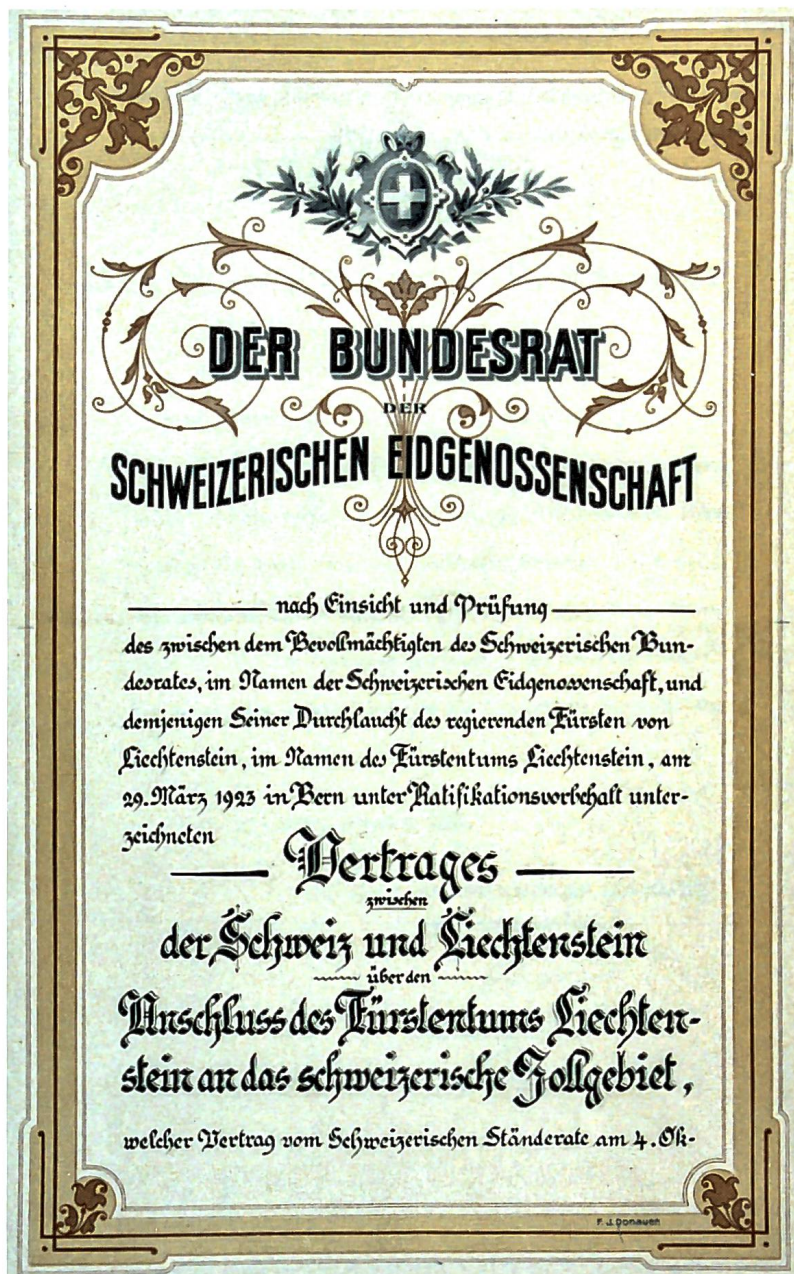 DER BUNDESRAT
DER
SCHWEIZERISCHEN EIDGENOSSENSCHAFT
nach Einsicht und Prüfung
des zwischen dem Bevollmächtigten des Schweizerischen Bun-
desrates, im Namen der Schweizerischen Eidgenossenschaft, und
demjenigen Seiner Durchlaucht des regierenden Fürsten von
Liechtenstein, im Namen des Fürstentums Liechtenstein, am
29. März 1923 in Bern unter Ratifikationsvorbehalt unter-
zeichneten
Vertrages
zwischen
der Schweiz und Liechtenstein
über den
Anschluss des Fürstentums Liechten-
stein an das schweizerische Zollgebiet,
welcher Vertrag vom Schweizerischen Ständerate am 4. Ok-
F. J. Donauer